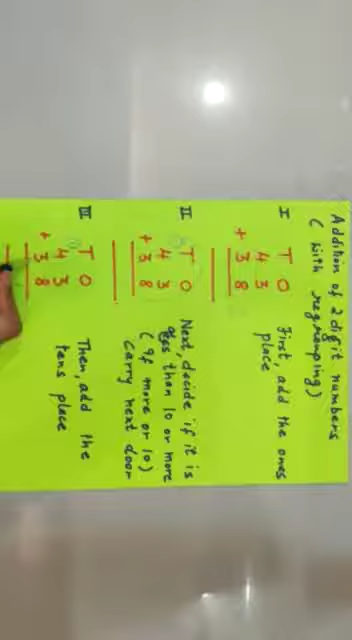 Addition of 2 digit numbers
( with regrouping )
I
T O
4 3
+ 3 8
First, add the ones
place
II
T O
4 3
+ 3 8
Next, decide if it is
less than 10 or more
( If more or 10 )
carry next door
III
T O
4 3
+ 3 8
Then, add the
tens place